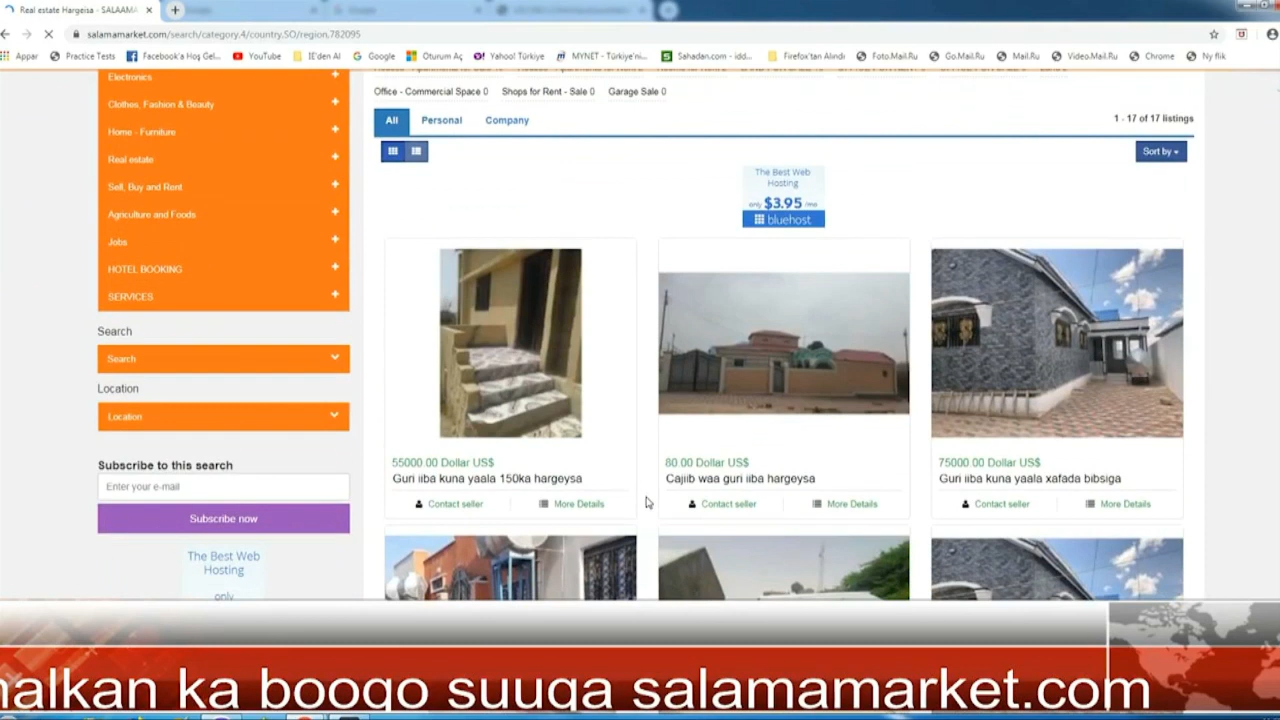 Real estate Hargeisa - SALAAMA
salamamarket.com/search/category.4/country.SO/region.782095
Appar Practice Tests Facebook'a Hoş Gel... YouTube IE'den Al Google Oturum Aç Yahoo! Türkiye MYNET - Türkiye'ni... Sahadan.com - idd... Firefox'tan Alındı Foto.Mail.Ru Go.Mail.Ru Mail.Ru Video.Mail.Ru Chrome Ny flik
Electronics
Clothes, Fashion & Beauty
Home - Furniture
Real estate
Sell, Buy and Rent
Agriculture and Foods
Jobs
HOTEL BOOKING
SERVICES
Search
Search
Location
Location
Subscribe to this search
Enter your e-mail
Subscribe now
The Best Web
Hosting
only
Office - Commercial Space 0 Shops for Rent - Sale 0 Garage Sale 0
All Personal Company
1 - 17 of 17 listings
Sort by
The Best Web
Hosting
only $3.95 /mo
bluehost
55000.00 Dollar US$
Guri iiba kuna yaala 150ka hargeysa
Contact seller More Details
80.00 Dollar US$
Cajiib waa guri iiba hargeysa
Contact seller More Details
75000.00 Dollar US$
Guri iiba kuna yaala xafada bibsiga
Contact seller More Details
nalkan ka booqo suuqa salamamarket.com